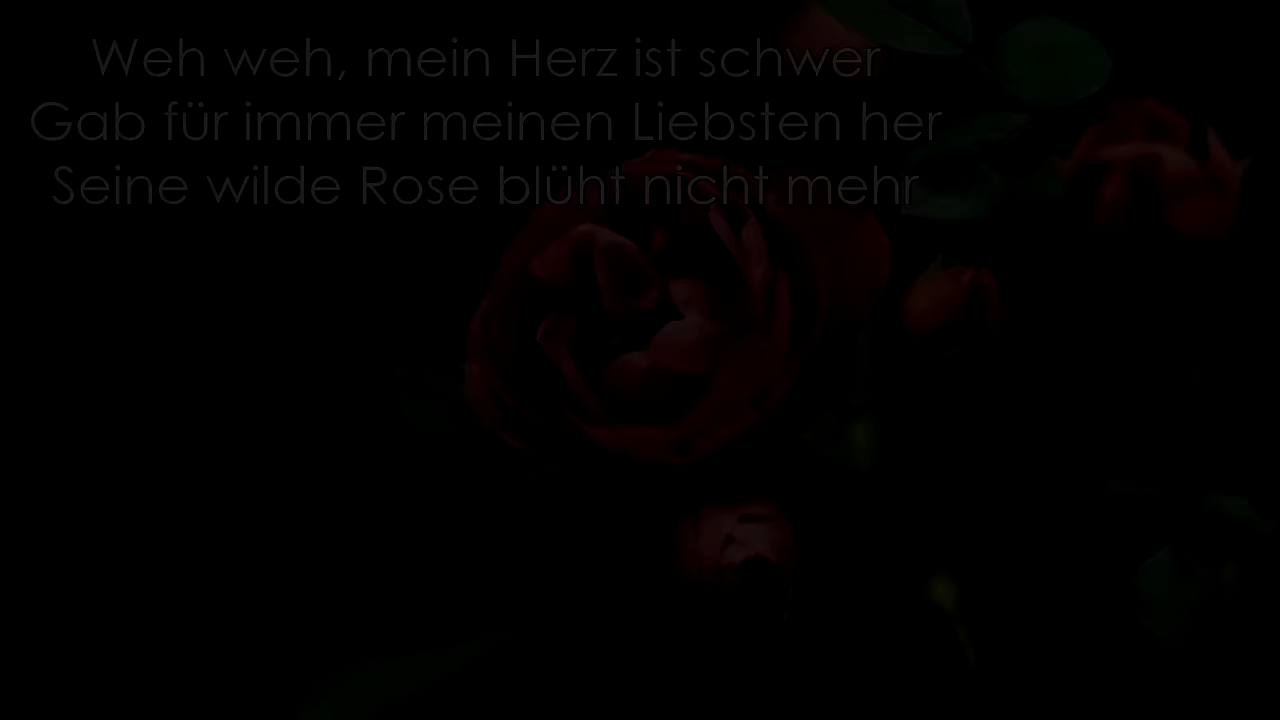 Weh weh, mein Herz ist schwer
Gab für immer meinen Liebsten her
Seine wilde Rose blüht nicht mehr